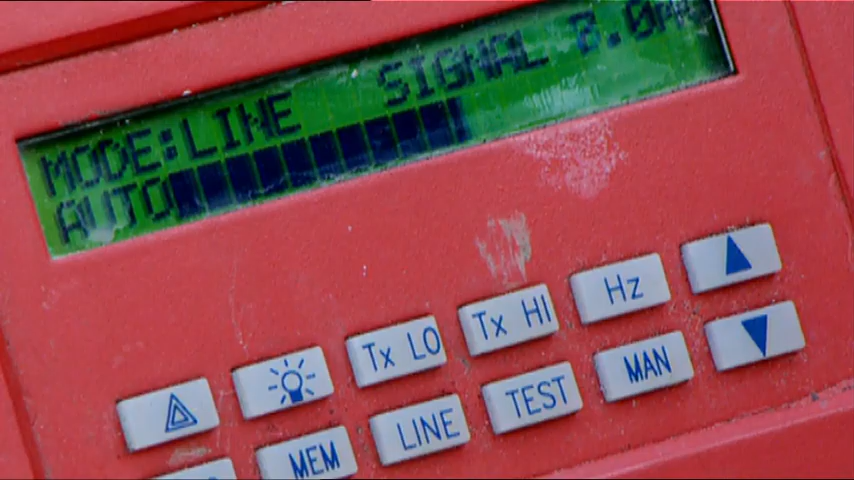 MODE:LINE SIGNAL
AUTO
Tx LO Tx HI Hz
MEM LINE TEST MAN